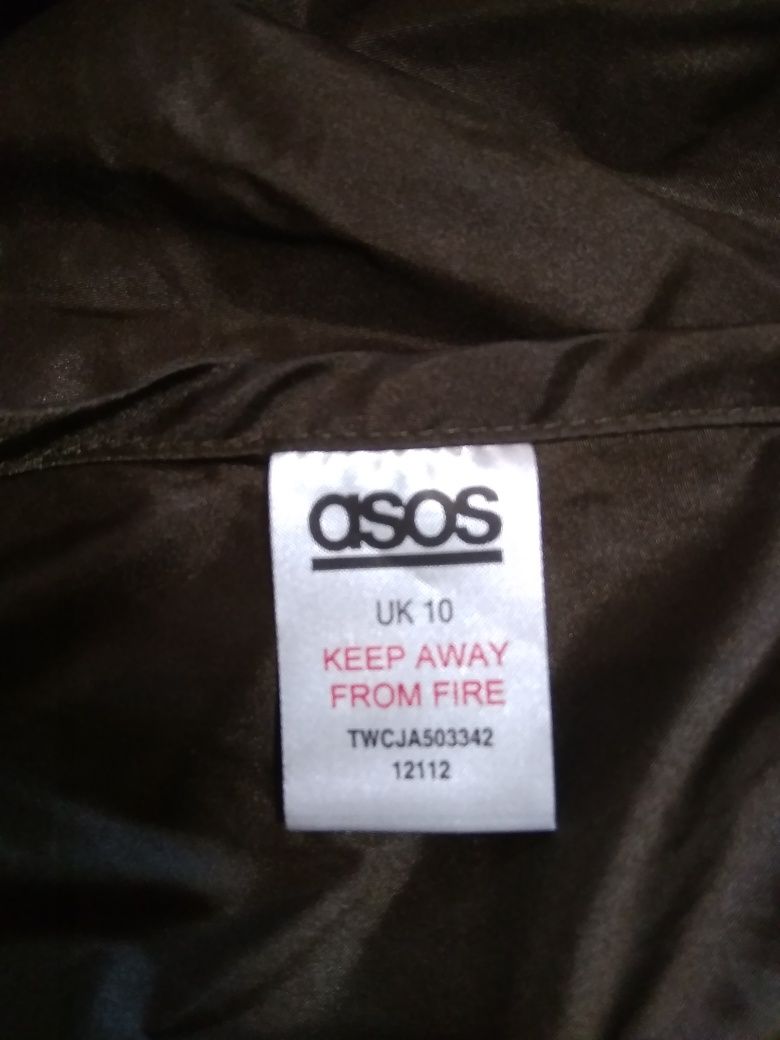 asos
UK 10
KEEP AWAY
FROM FIRE
TWCJA503342
12112